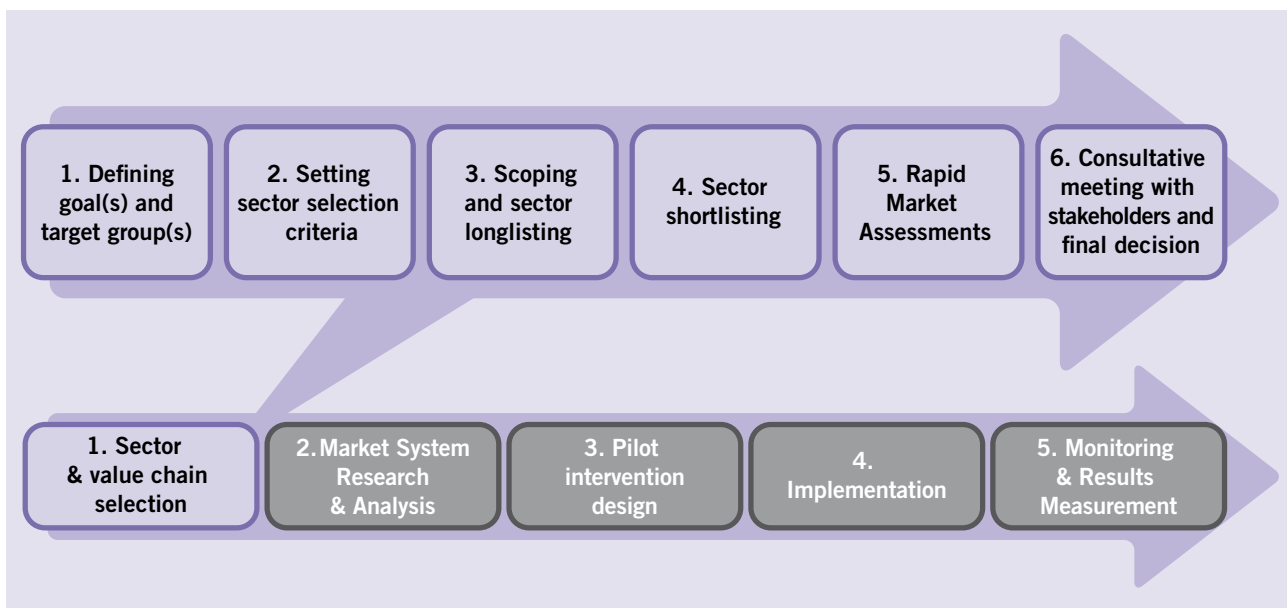 1. Defining
goal(s) and
target group(s)
2. Setting
sector selection
criteria
3. Scoping
and sector
longlisting
4. Sector
shortlisting
5. Rapid
Market
Assessments
6. Consultative
meeting with
stakeholders and
final decision
1. Sector
& value chain
selection
2. Market System
Research
& Analysis
3. Pilot
intervention
design
4.
Implementation
5. Monitoring
& Results
Measurement